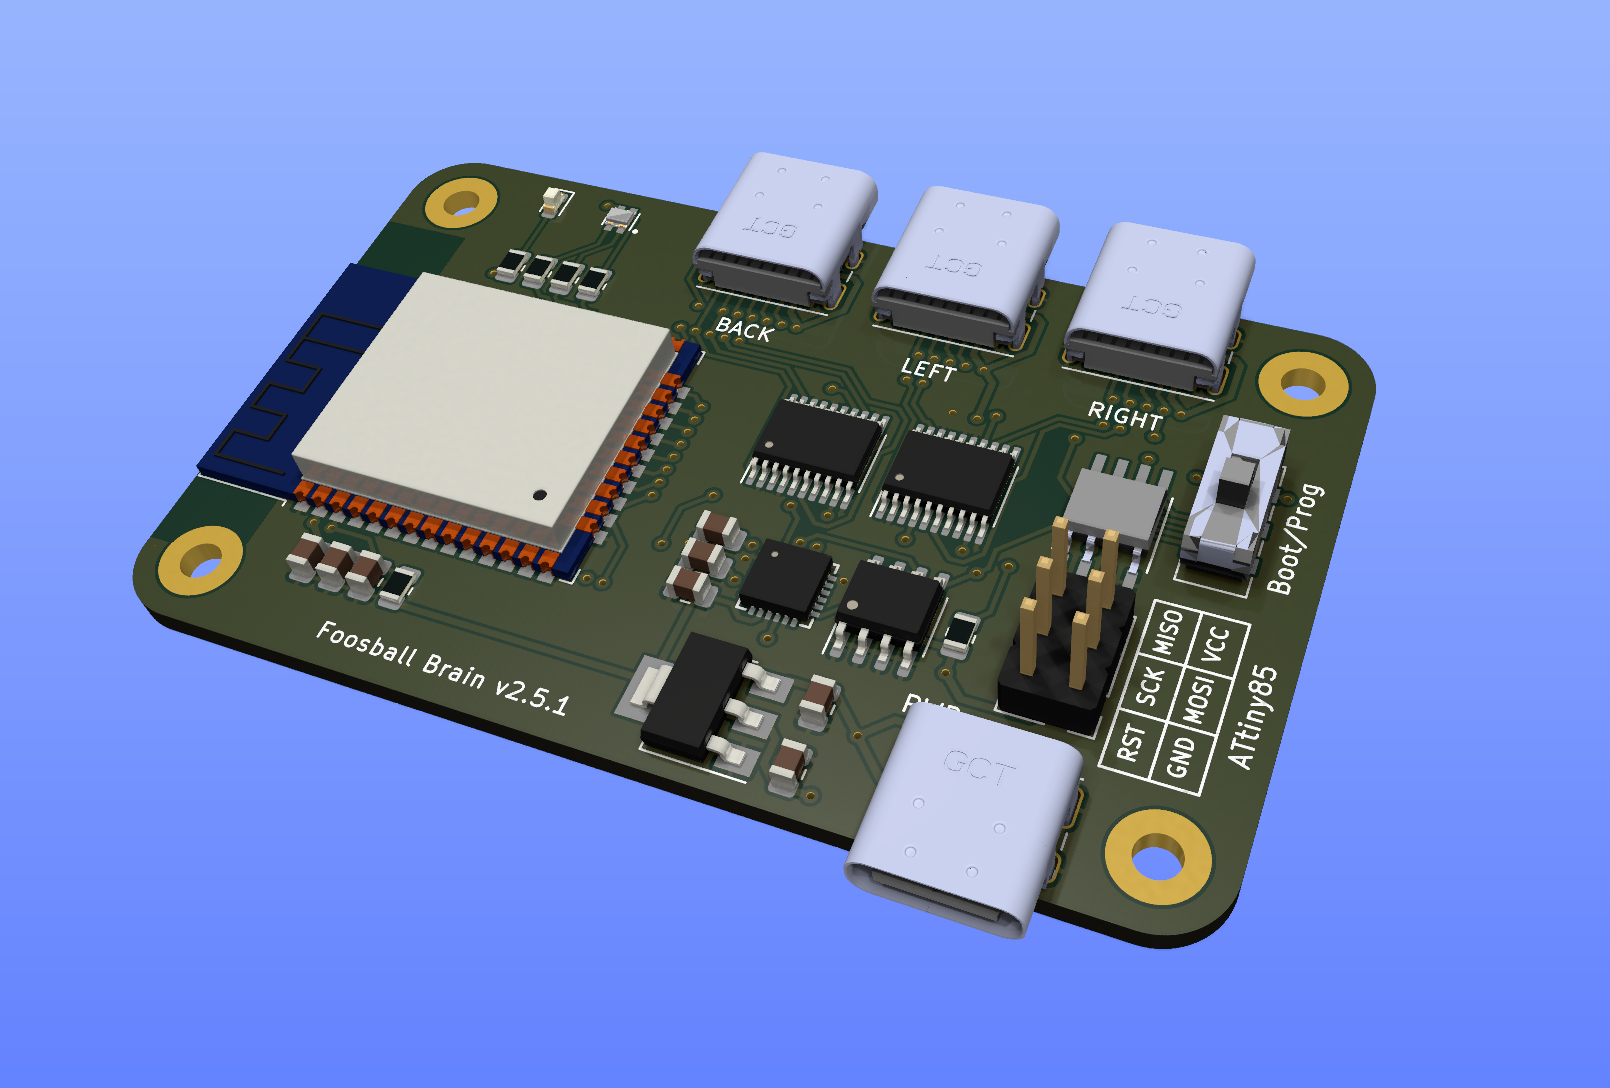 GCT
GCT
GCT
BACK
LEFT
RIGHT
Boot/Prog
Foosball Brain v2.5.1
MISO VCC
SCK MOSI
RST GND
ATtiny85
GCT